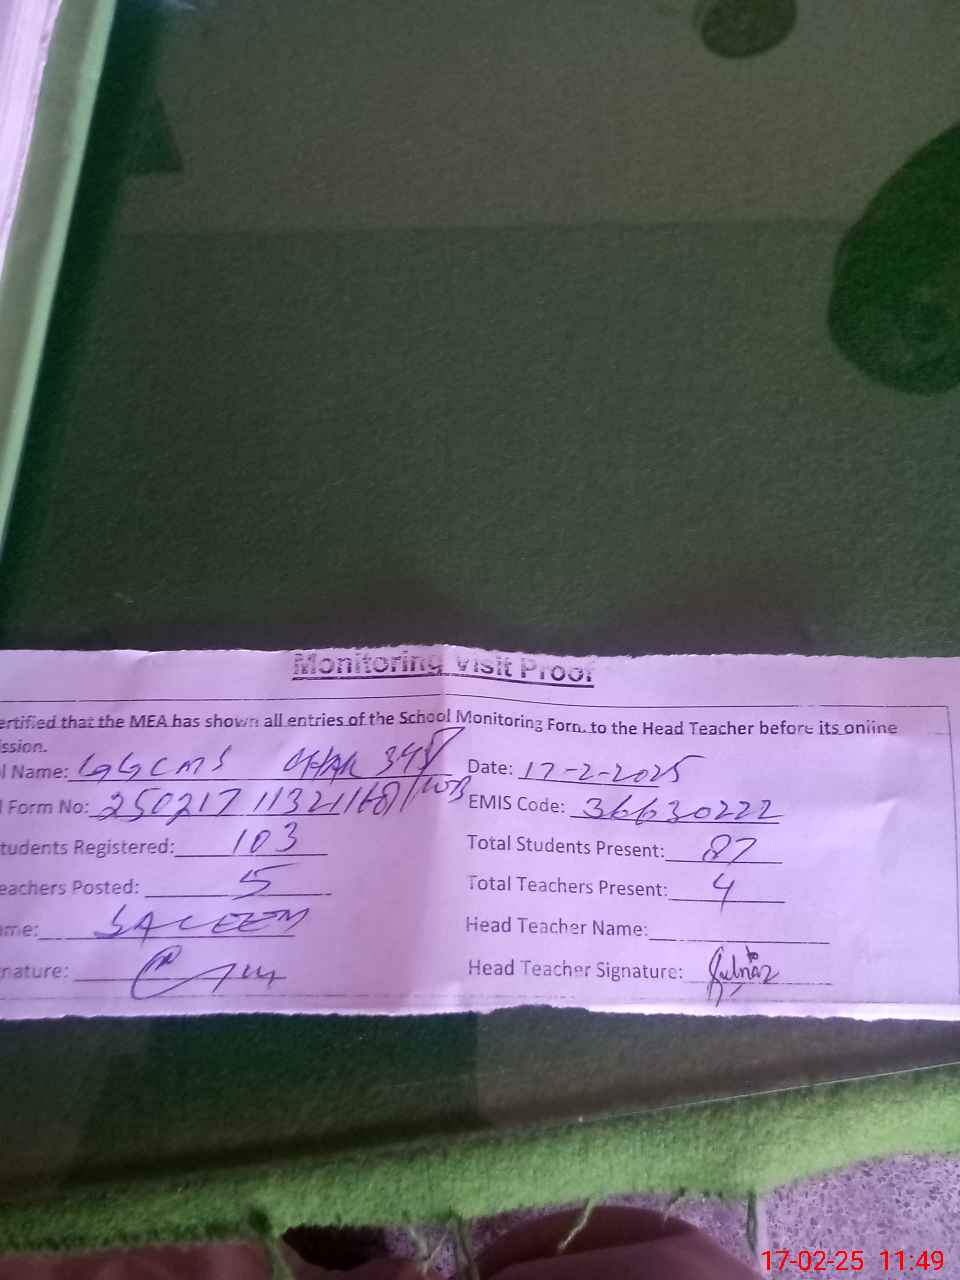 Monitoring Visit Proof
ertified that the MEA has shown all entries of the School Monitoring Form to the Head Teacher before its online
ssion.
l Name: GGCMS Date: 17-2-2025
Form No: EMIS Code: 36630222
tudents Registered: 103 Total Students Present: 87
eachers Posted: 5 Total Teachers Present: 4
me: SALEEM Head Teacher Name:
nature: Head Teacher Signature:
17-02-25 11:49